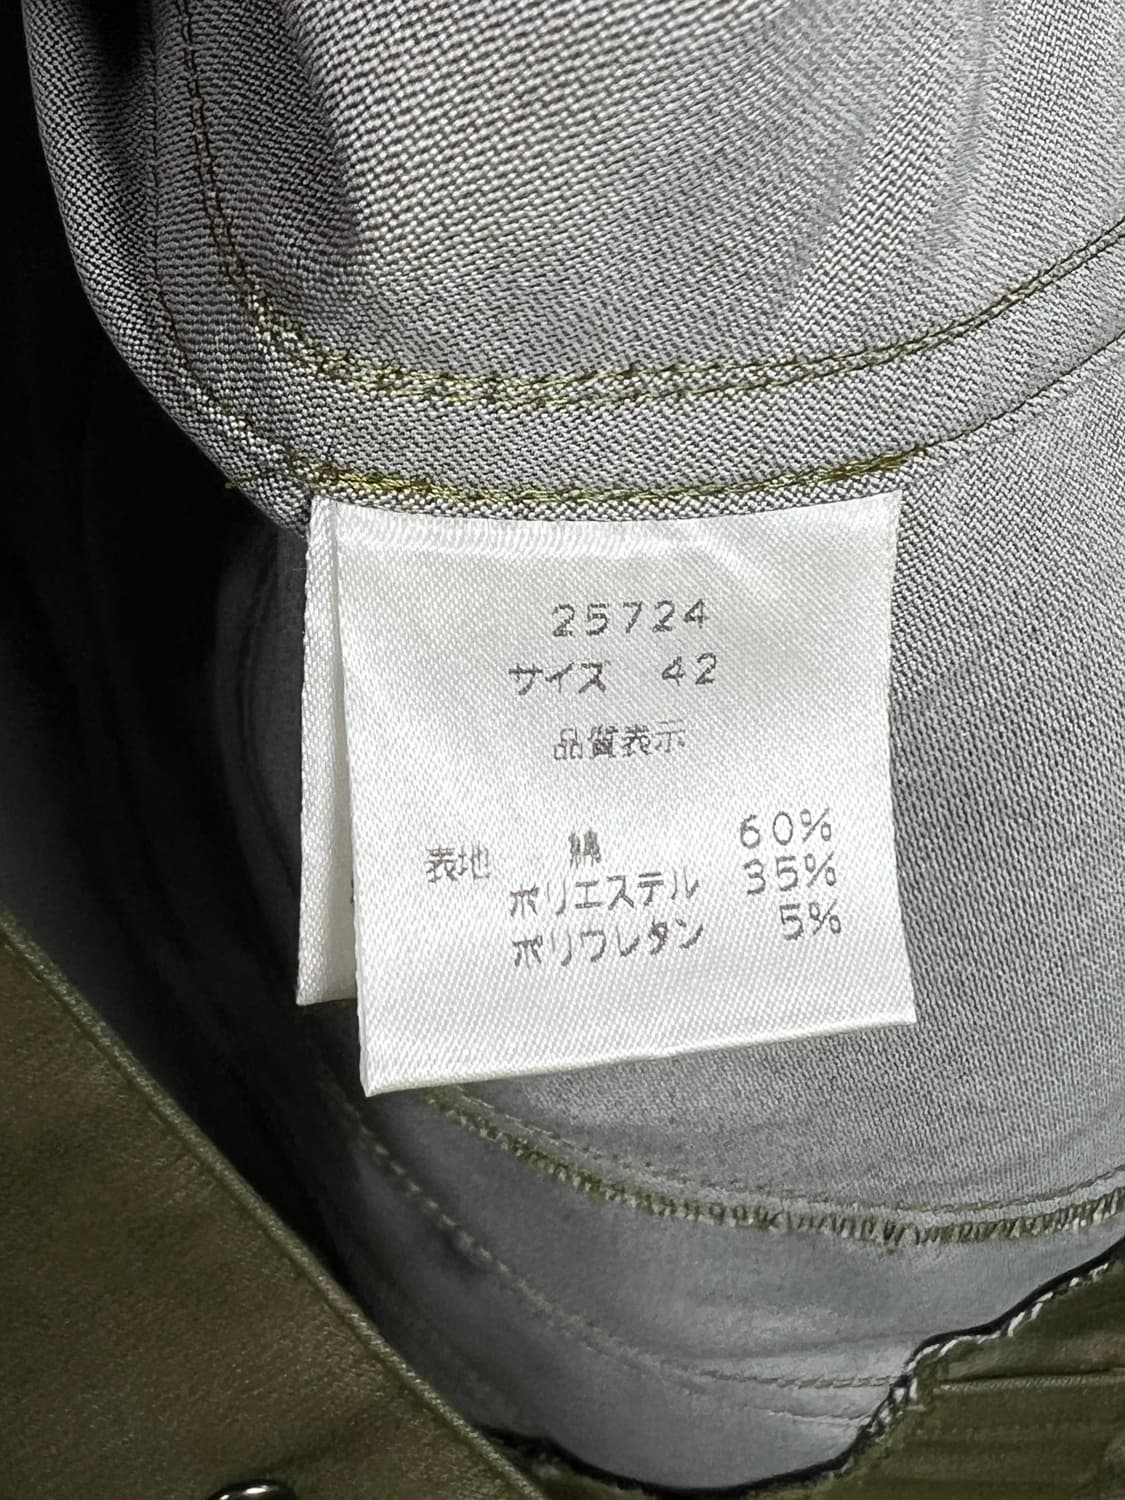 25724
サイズ 42
品質表示
表地 綿 60%
ポリエステル 35%
ポリウレタン 5%